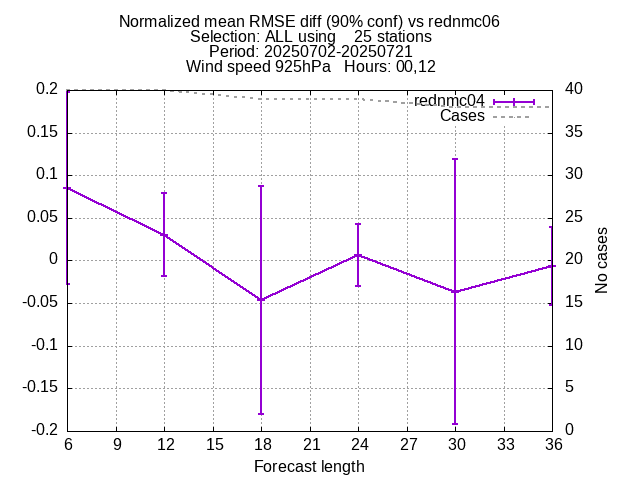 Normalized mean RMSE diff (90% conf) vs rednmc06
Selection: ALL using    25 stations
Period: 20250702-20250721
Wind speed 925hPa   Hours: 00,12
rednmc04
Cases
0.2
0.15
0.1
0.05
0
-0.05
-0.1
-0.15
-0.2
40
35
30
25
20
15
10
5
0
No cases
6 9 12 15 18 21 24 27 30 33 36
Forecast length